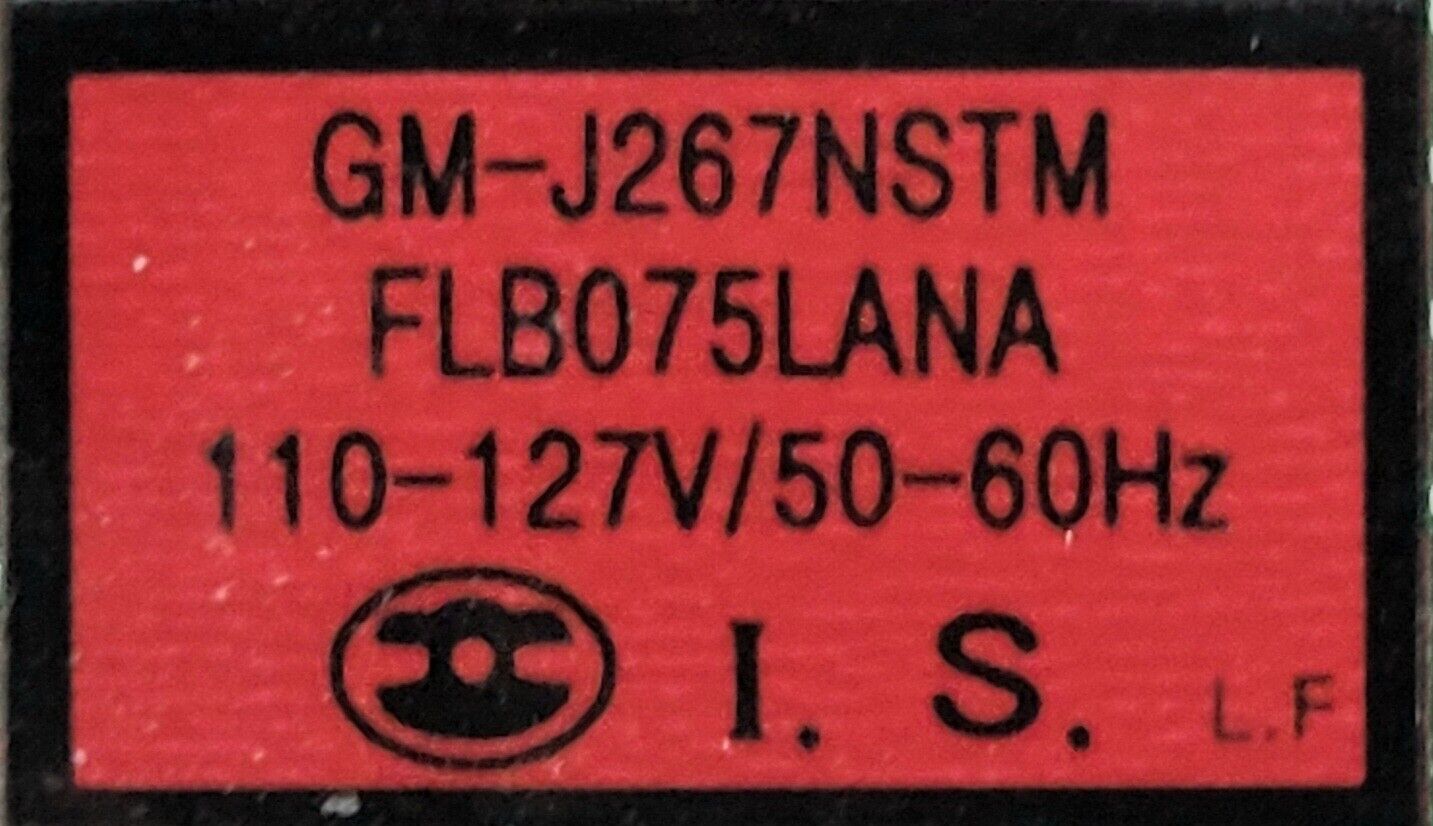 GM-J267NSTM
FLB075LANA
110-127V/50-60Hz
I. S.
L.F